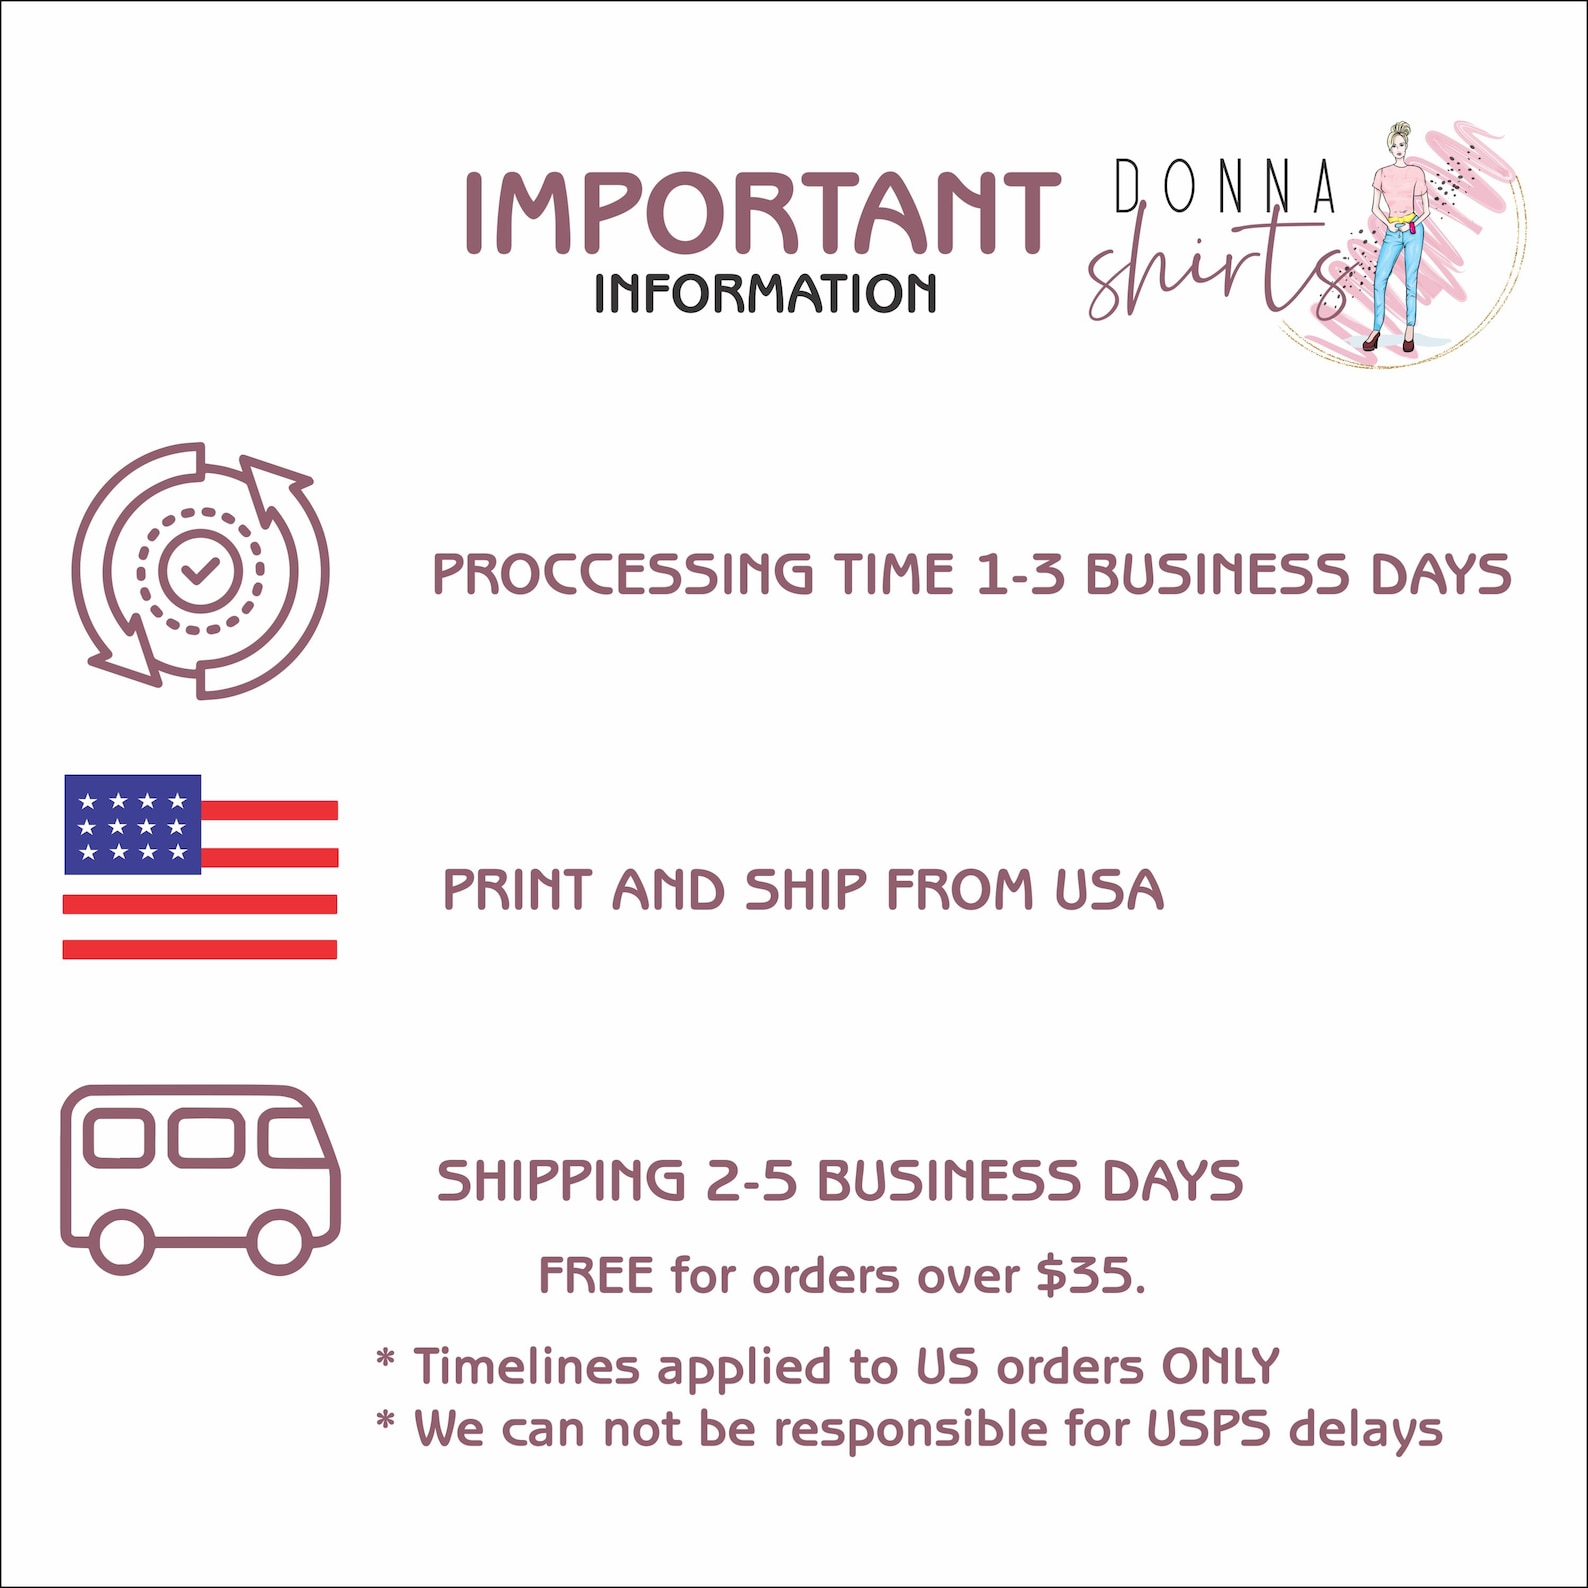 IMPORTANT
INFORMATION
DONNA
shirts
PROCCESSING TIME 1-3 BUSINESS DAYS
PRINT AND SHIP FROM USA
SHIPPING 2-5 BUSINESS DAYS
FREE for orders over $35.
* Timelines applied to US orders ONLY
* We can not be responsible for USPS delays